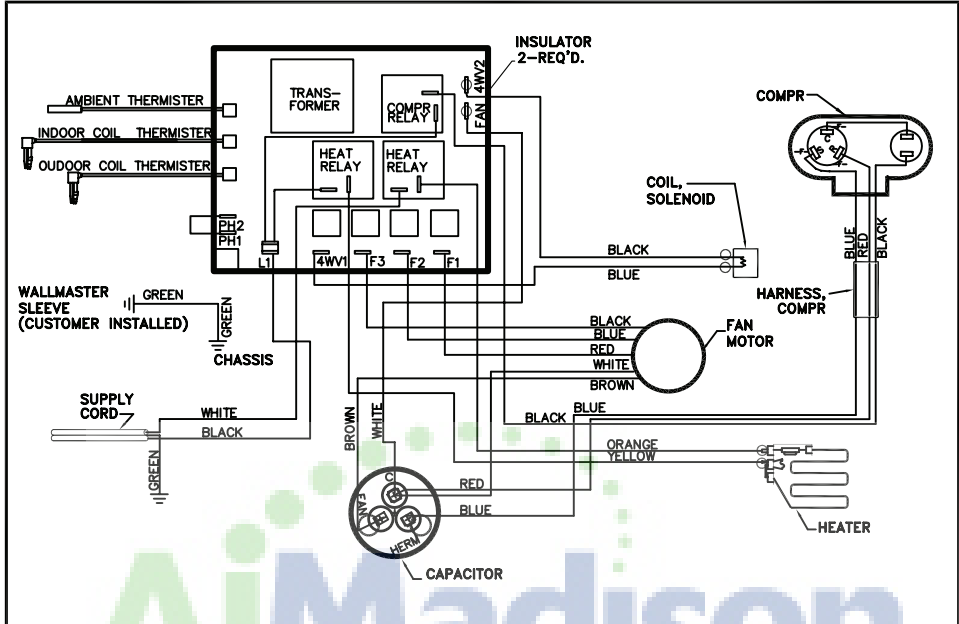 INSULATOR
2-REQ'D.
4WV2
FAN
TRANS-
FORMER
COMPR
RELAY
COMPR
AMBIENT THERMISTER
INDOOR COIL THERMISTER
OUDOOR COIL THERMISTER
HEAT
RELAY
HEAT
RELAY
C
S
R
COIL,
SOLENOID
PH2
PH1
L1
4WV1
F3
F2
F1
BLACK
BLUE
BLUE
RED
BLACK
WALLMASTER
SLEEVE
(CUSTOMER INSTALLED)
GREEN
GREEN
CHASSIS
HARNESS,
COMPR
BLACK
BLUE
RED
WHITE
BROWN
FAN
MOTOR
SUPPLY
CORD
WHITE
BLACK
GREEN
BROWN
WHITE
BLUE
BLACK
ORANGE
YELLOW
RED
BLUE
C
FAN
HERM
HEATER
CAPACITOR
AjMadison